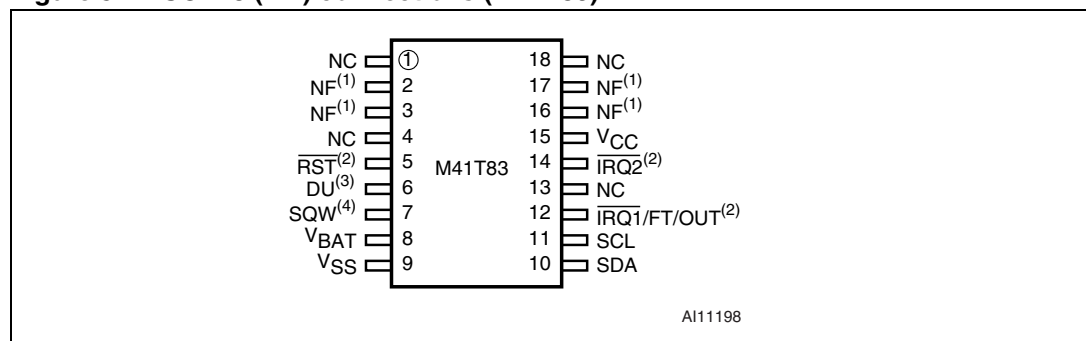 NC 1 18 NC
NF(1) 2 17 NF(1)
NF(1) 3 16 NF(1)
NC 4 15 VCC
RST(2) 5 M41T83 14 IRQ2(2)
DU(3) 6 13 NC
SQW(4) 7 12 IRQ1/FT/OUT(2)
VBAT 8 11 SCL
VSS 9 10 SDA
AI11198